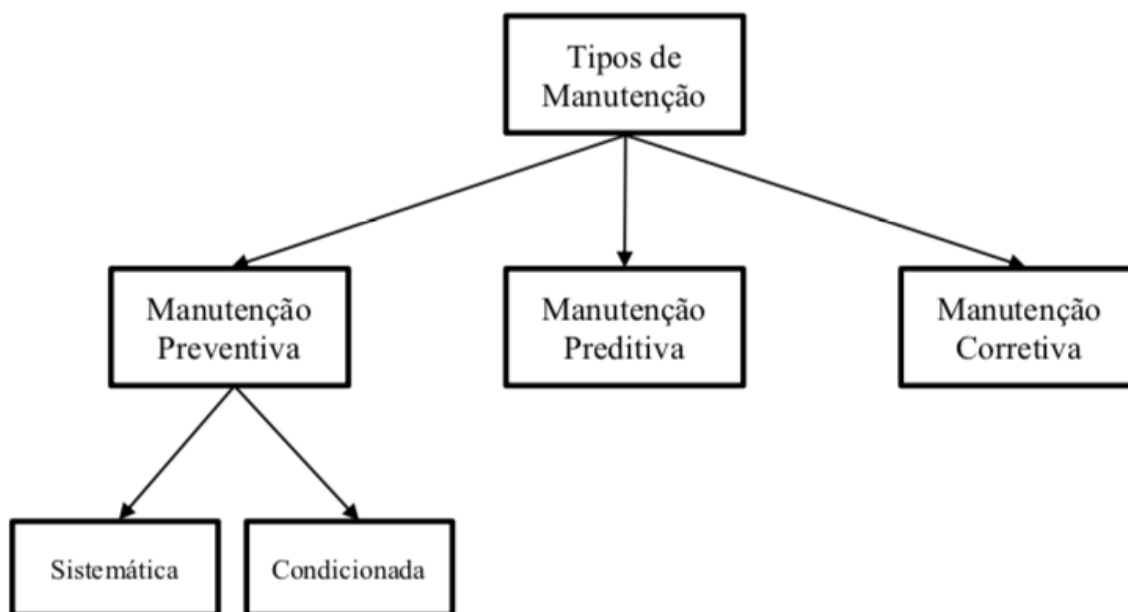 Tipos de
Manutenção
Manutenção
Preventiva
Manutenção
Preditiva
Manutenção
Corretiva
Sistemática
Condicionada